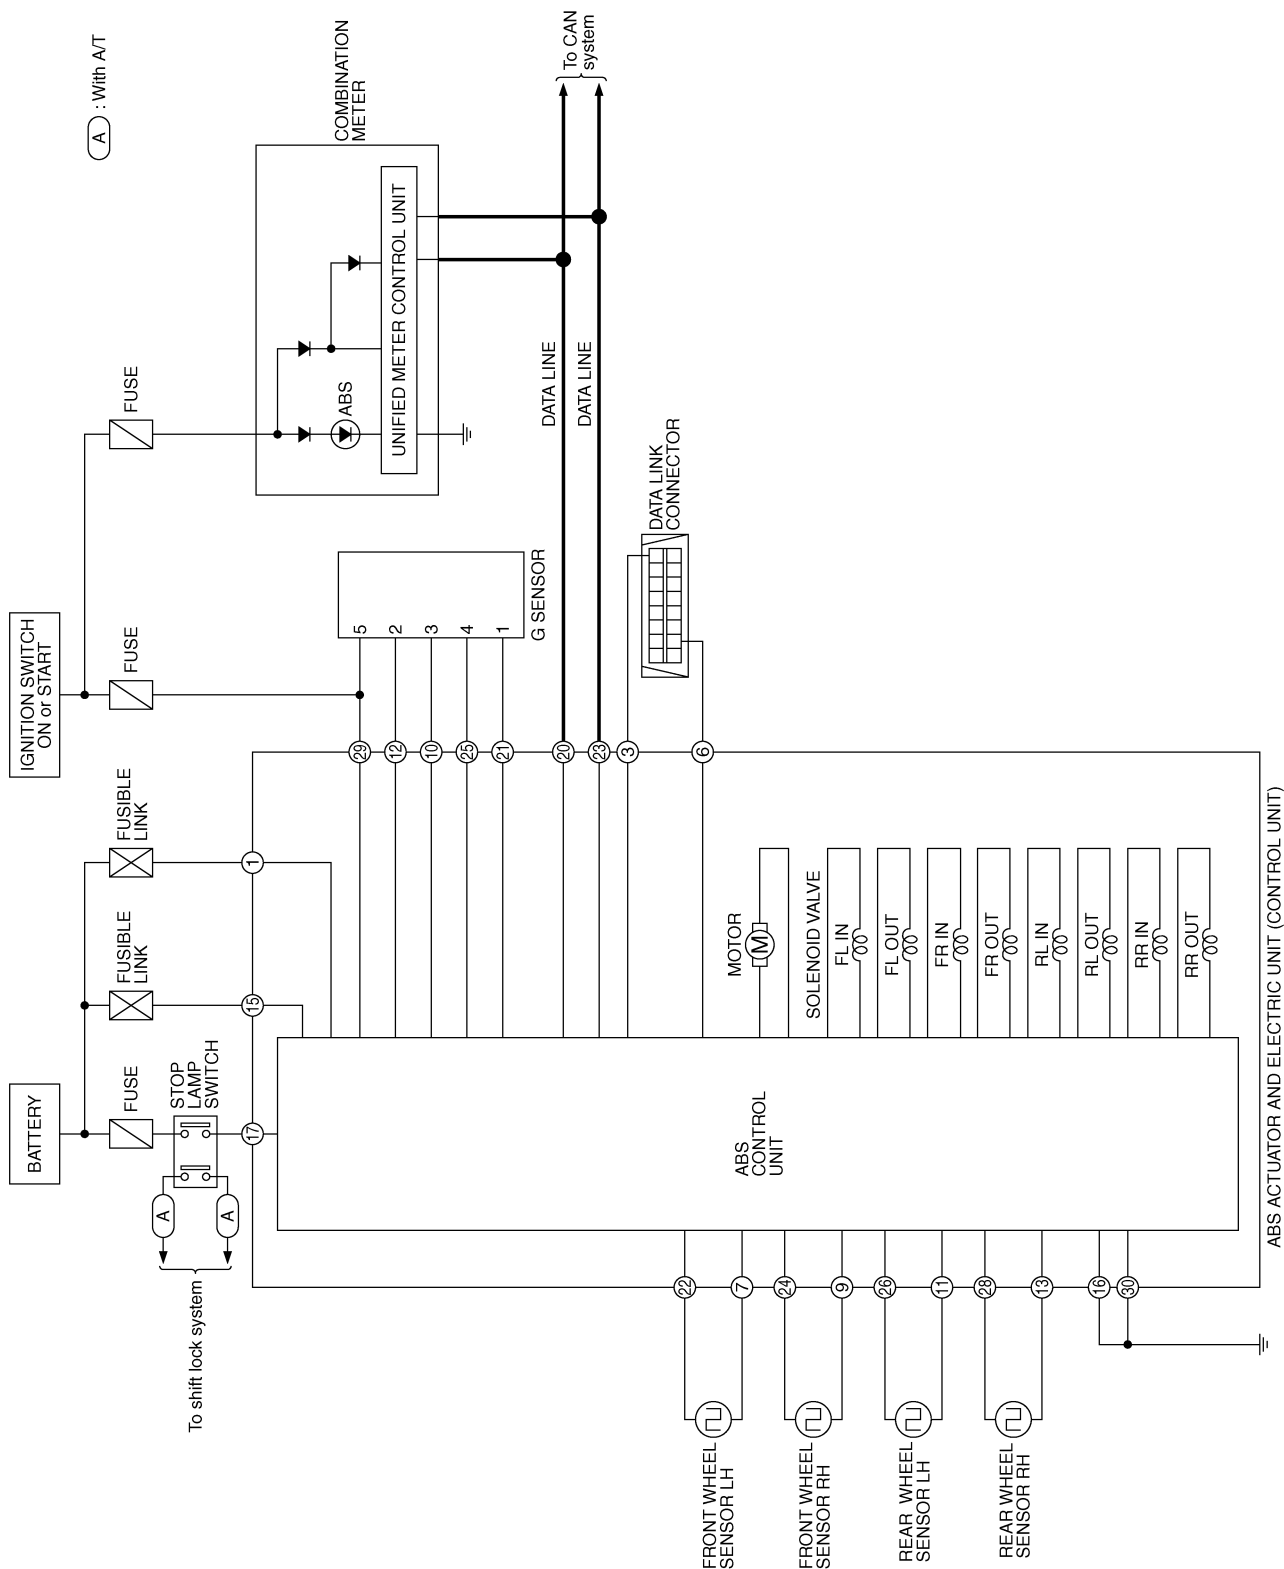 BATTERY
FUSE
STOP
LAMP
SWITCH
FUSIBLE
LINK
FUSIBLE
LINK
IGNITION SWITCH
ON or START
FUSE
FUSE
A : With A/T
A
A
To shift lock system
17
15
1
COMBINATION
METER
ABS
UNIFIED METER CONTROL UNIT
G SENSOR
5
2
3
4
1
29
12
10
25
21
20
23
3
6
DATA LINE
DATA LINE
To CAN
system
DATA LINK
CONNECTOR
ABS
CONTROL
UNIT
MOTOR
M
SOLENOID VALVE
FL IN
FL OUT
FR IN
FR OUT
RL IN
RL OUT
RR IN
RR OUT
22
7
24
9
26
11
28
13
16
30
FRONT WHEEL
SENSOR LH
FRONT WHEEL
SENSOR RH
REAR WHEEL
SENSOR LH
REAR WHEEL
SENSOR RH
ABS ACTUATOR AND ELECTRIC UNIT (CONTROL UNIT)